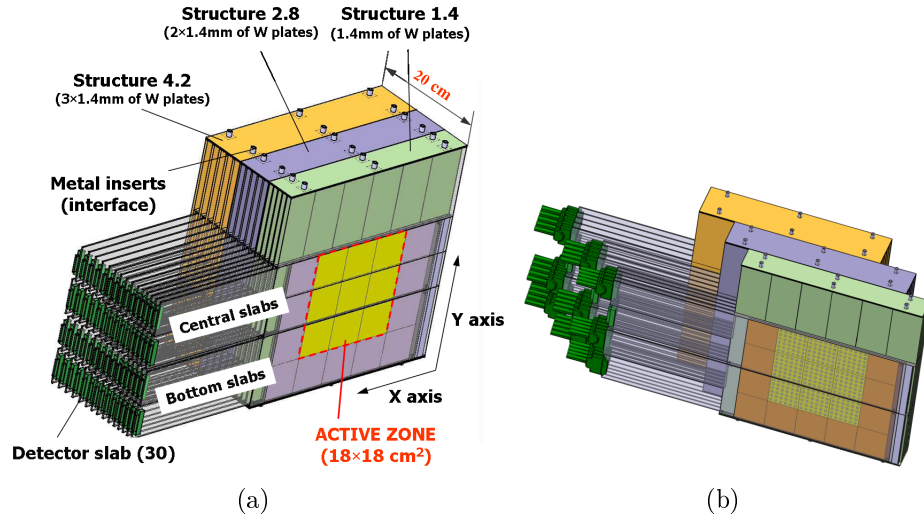 Structure 2.8
(2×1.4mm of W plates)
Structure 1.4
(1.4mm of W plates)
Structure 4.2
(3×1.4mm of W plates)
20 cm
Metal inserts
(interface)
Central slabs
Y axis
Bottom slabs
X axis
Detector slab (30)
ACTIVE ZONE
(18×18 cm²)
(a)
(b)